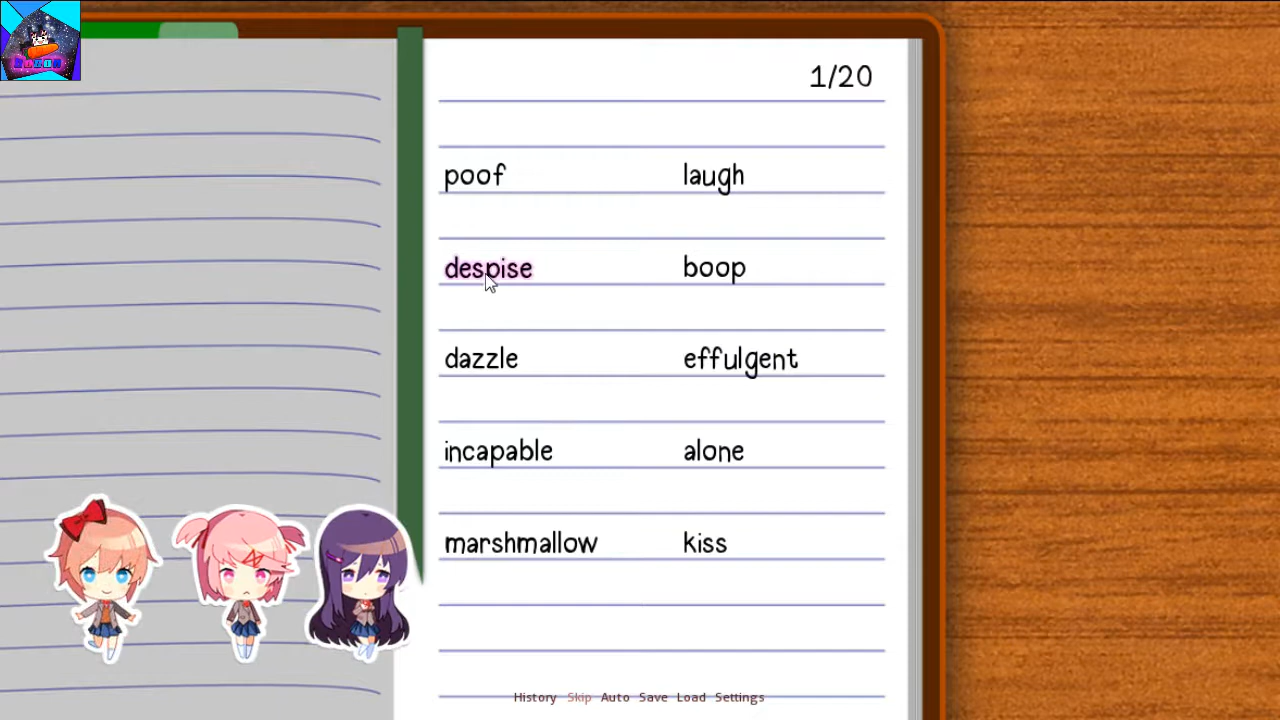 1/20
poof laugh
despise boop
dazzle effulgent
incapable alone
marshmallow kiss
History Skip Auto Save Load Settings